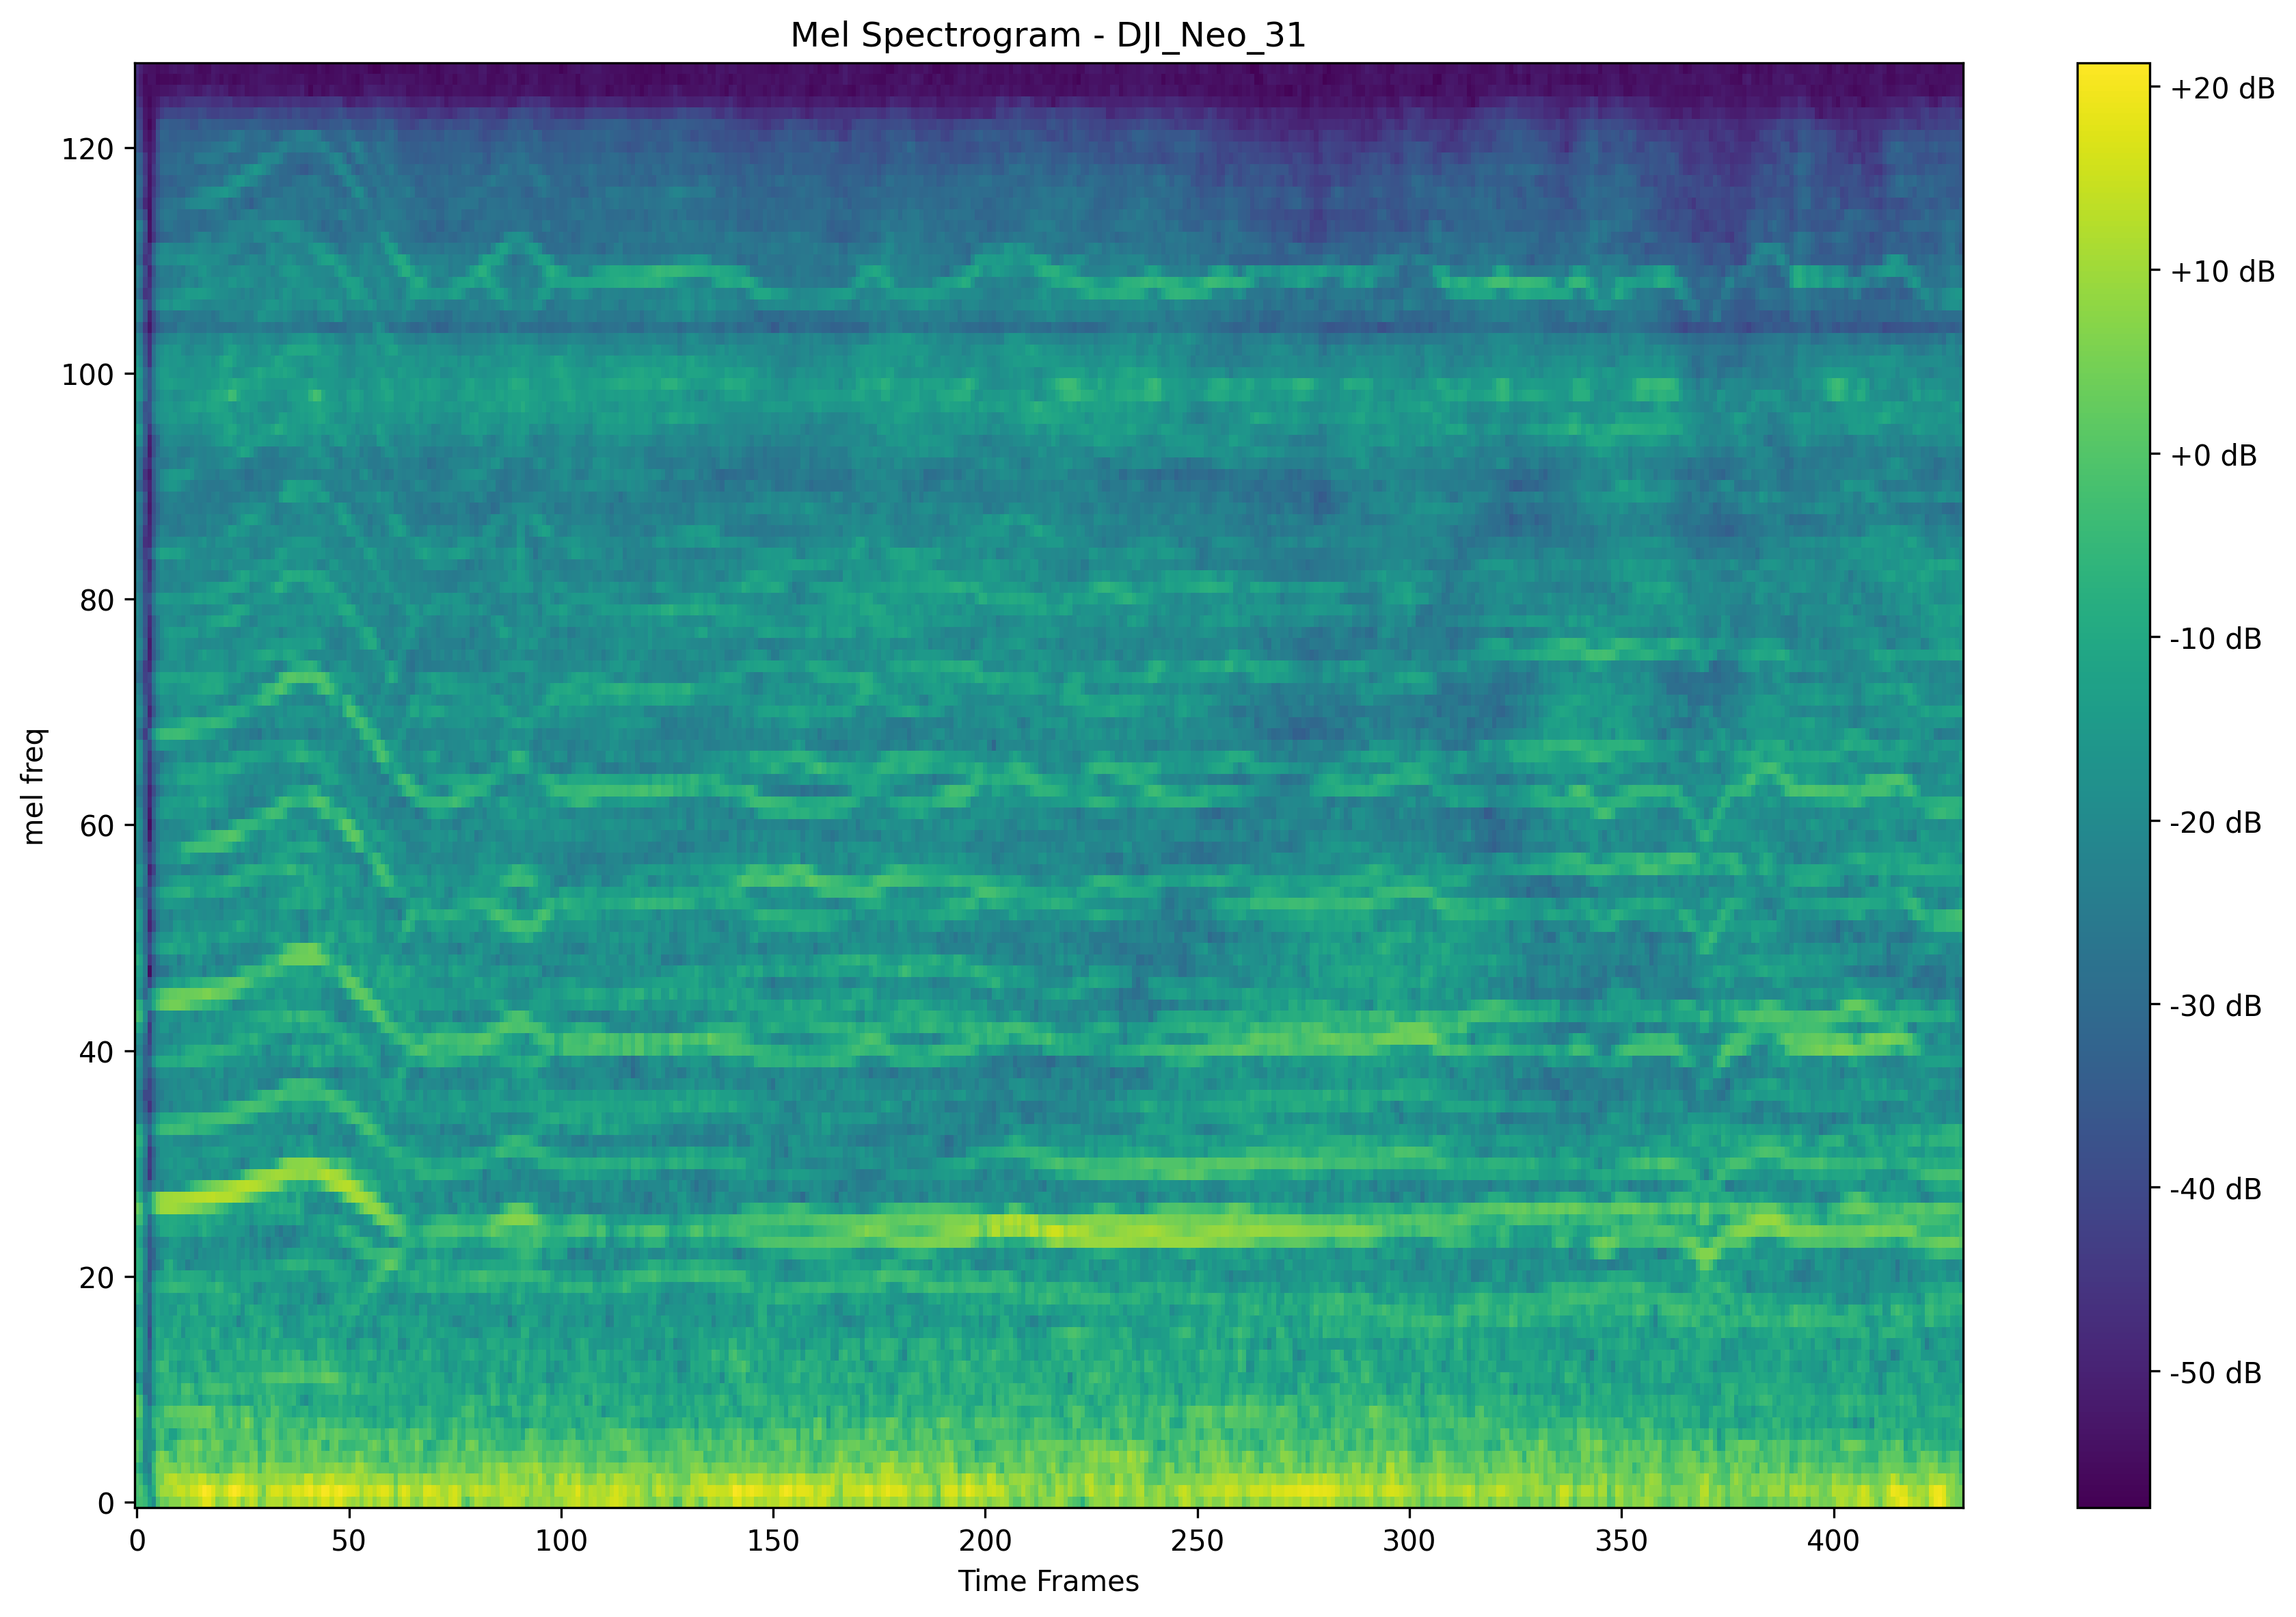 Mel Spectrogram - DJI_Neo_31
mel freq
120
100
80
60
40
20
0
0 50 100 150 200 250 300 350 400
Time Frames
+20 dB
+10 dB
+0 dB
-10 dB
-20 dB
-30 dB
-40 dB
-50 dB